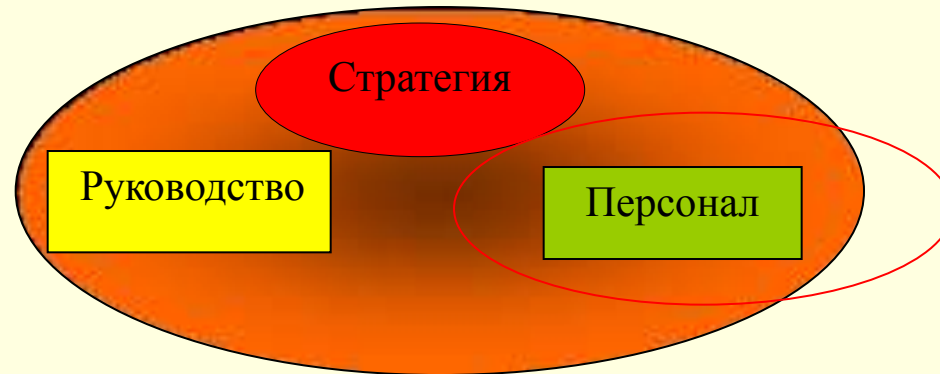 Стратегия
Руководство
Персонал